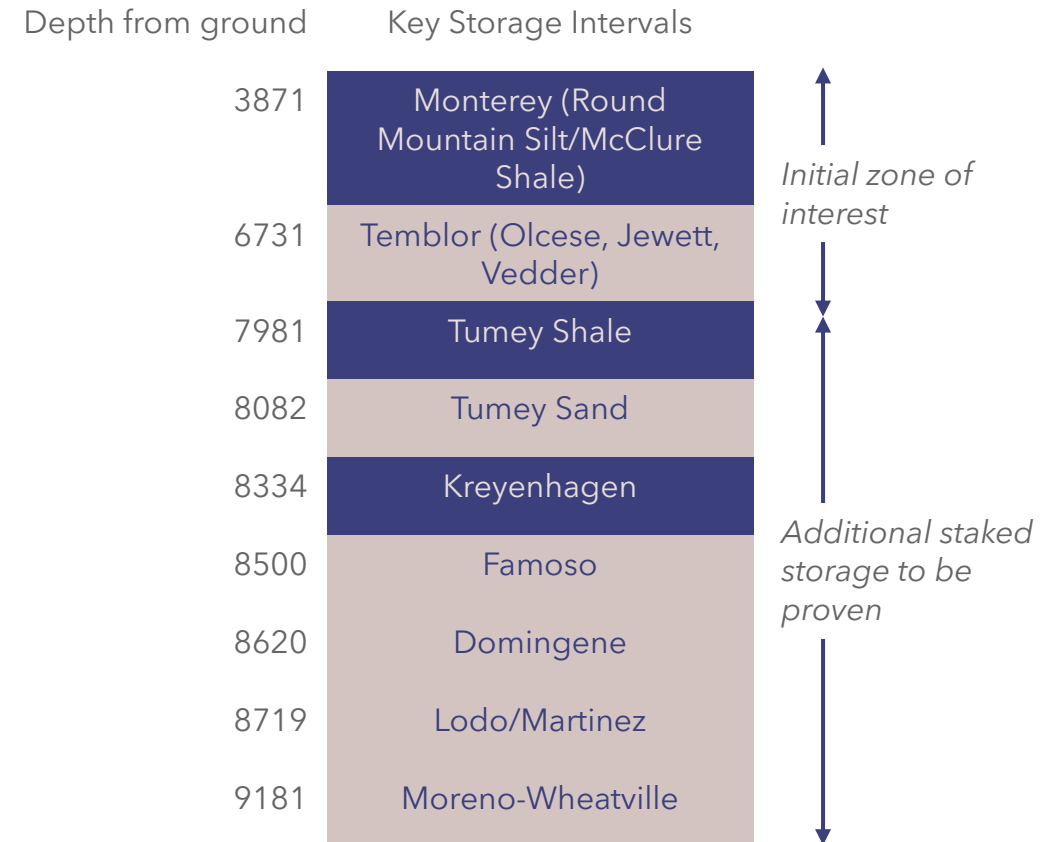 Depth from ground Key Storage Intervals
3871 Monterey (Round
Mountain Silt/McClure
Shale)
Initial zone of
interest
6731 Temblor (Olcese, Jewett,
Vedder)
7981 Tumey Shale
8082 Tumey Sand
8334 Kreyenhagen
Additional staked
storage to be
proven
8500 Famoso
8620 Domingene
8719 Lodo/Martinez
9181 Moreno-Wheatville